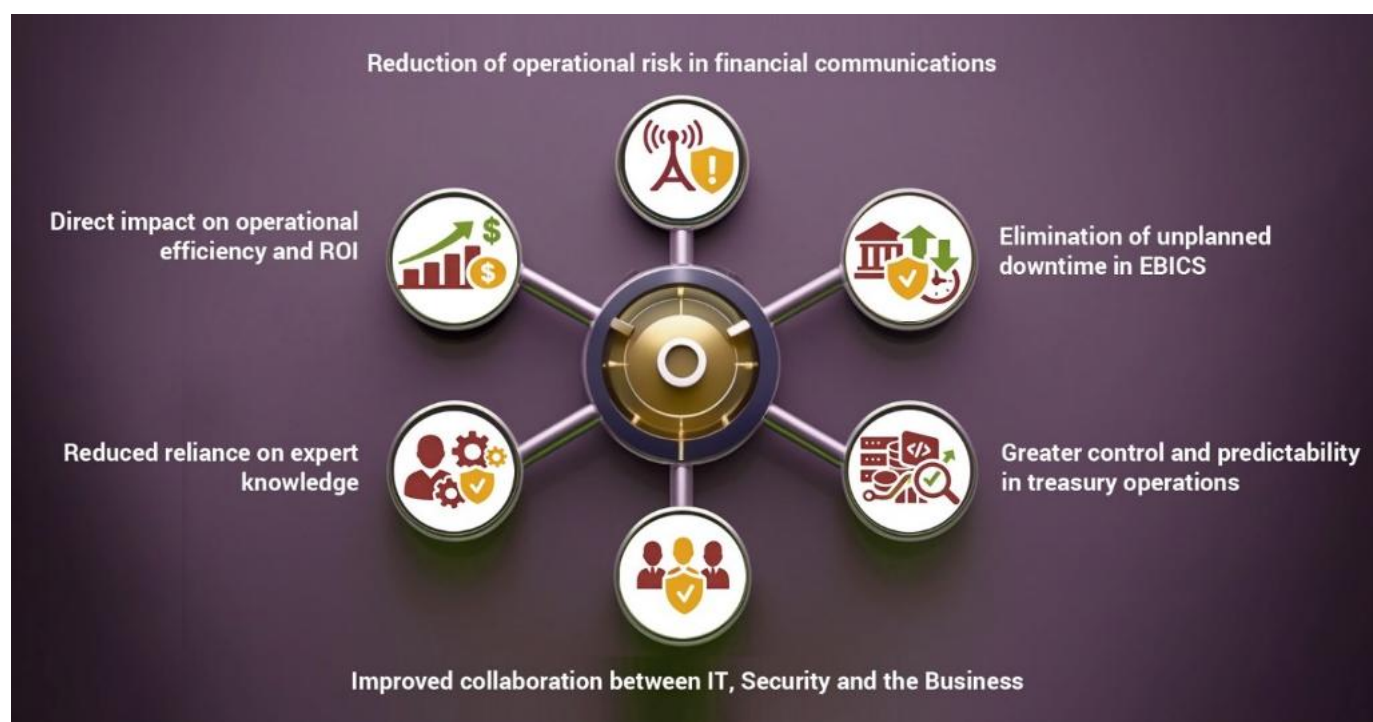 Reduction of operational risk in financial communications
Direct impact on operational
efficiency and ROI
Elimination of unplanned
downtime in EBICS
Reduced reliance on expert
knowledge
Greater control and predictability
in treasury operations
Improved collaboration between IT, Security and the Business